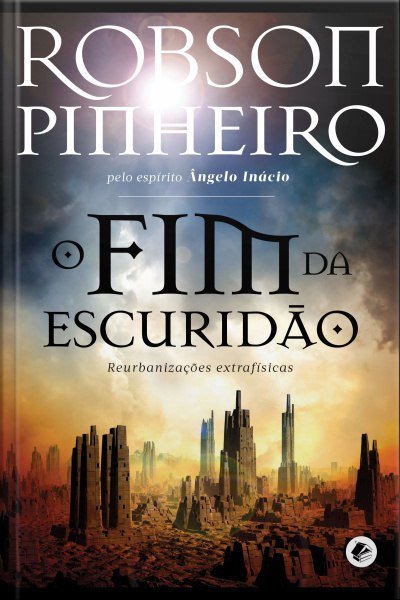 ROBSON
PINHEIRO
pelo espírito Ângelo Inácio
O FIM DA
ESCURIDÃO
Reurbanizações extrafísicas